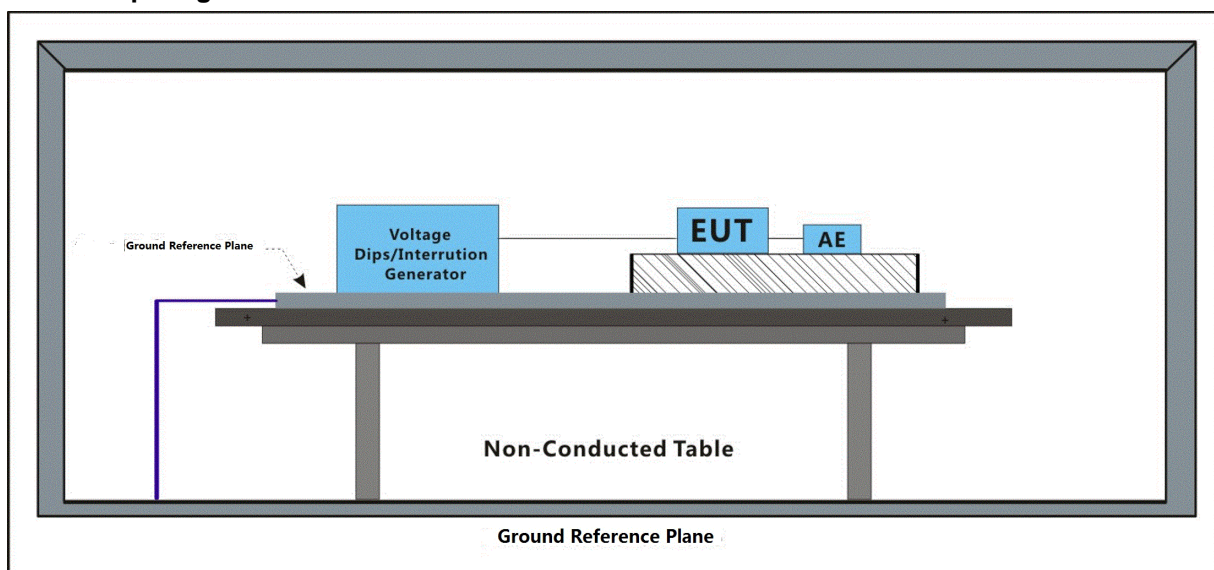 Ground Reference Plane
Voltage
Dips/Interrution
Generator
EUT
AE
Non-Conducted Table
Ground Reference Plane